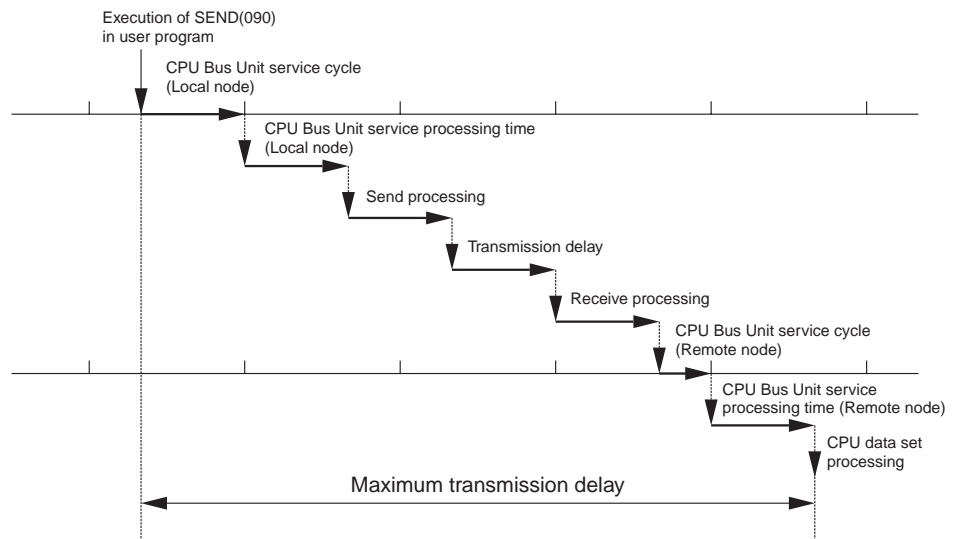 Execution of SEND(090)
in user program
CPU Bus Unit service cycle
(Local node)
CPU Bus Unit service processing time
(Local node)
Send processing
Transmission delay
Receive processing
CPU Bus Unit service cycle
(Remote node)
CPU Bus Unit service
processing time (Remote node)
CPU data set
processing
Maximum transmission delay